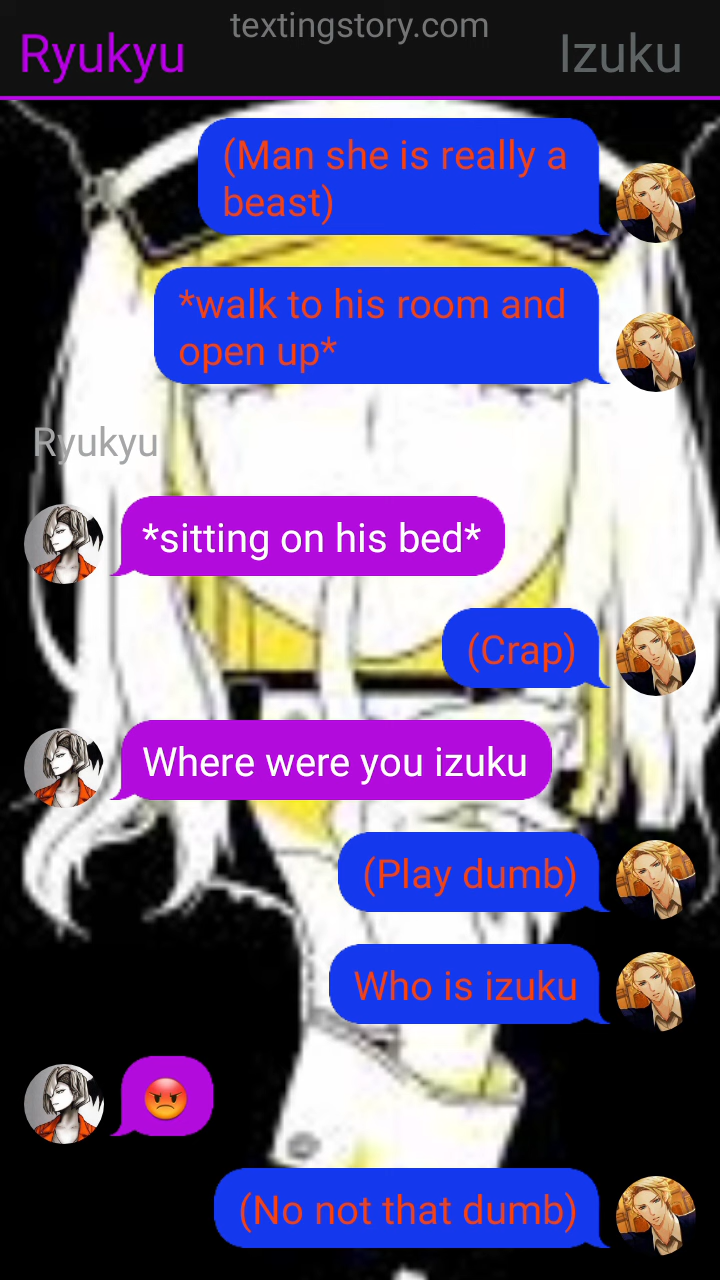 textingstory.com
Ryukyu
Izuku
(Man she is really a
beast)
*walk to his room and
open up*
Ryukyu
*sitting on his bed*
(Crap)
Where were you izuku
(Play dumb)
Who is izuku
😡
(No not that dumb)